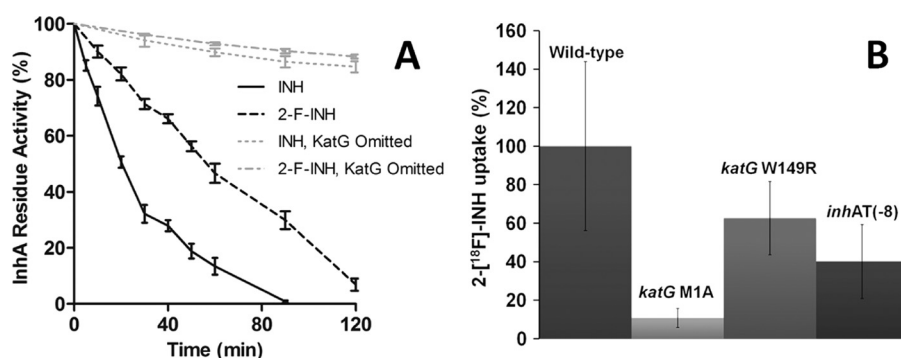 A
InhA Residue Activity (%)
100
80
60
40
20
0
INH
2-F-INH
INH, KatG Omitted
2-F-INH, KatG Omitted
0 40 80 120
Time (min)
B
2-[¹⁸F]-INH uptake (%)
160
140
120
100
80
60
40
20
0
Wild-type
katG M1A
katG W149R
inhAT(-8)